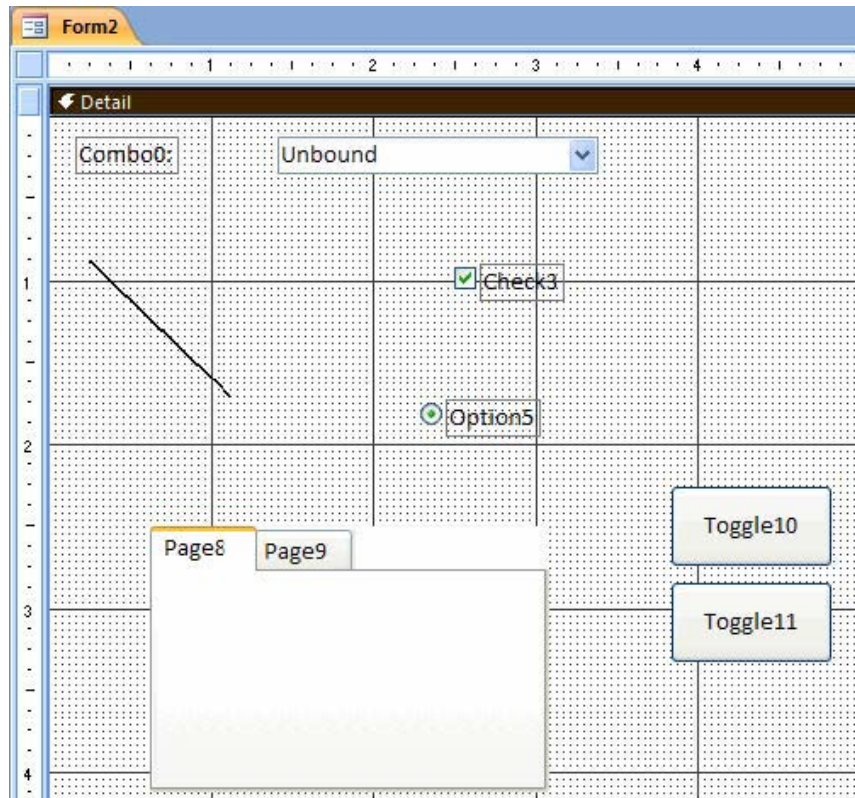 Form2
1 2 3 4
Detail
Combo0: Unbound
1
Check3
Option5
2
Toggle10
Page8 Page9
3
Toggle11
4